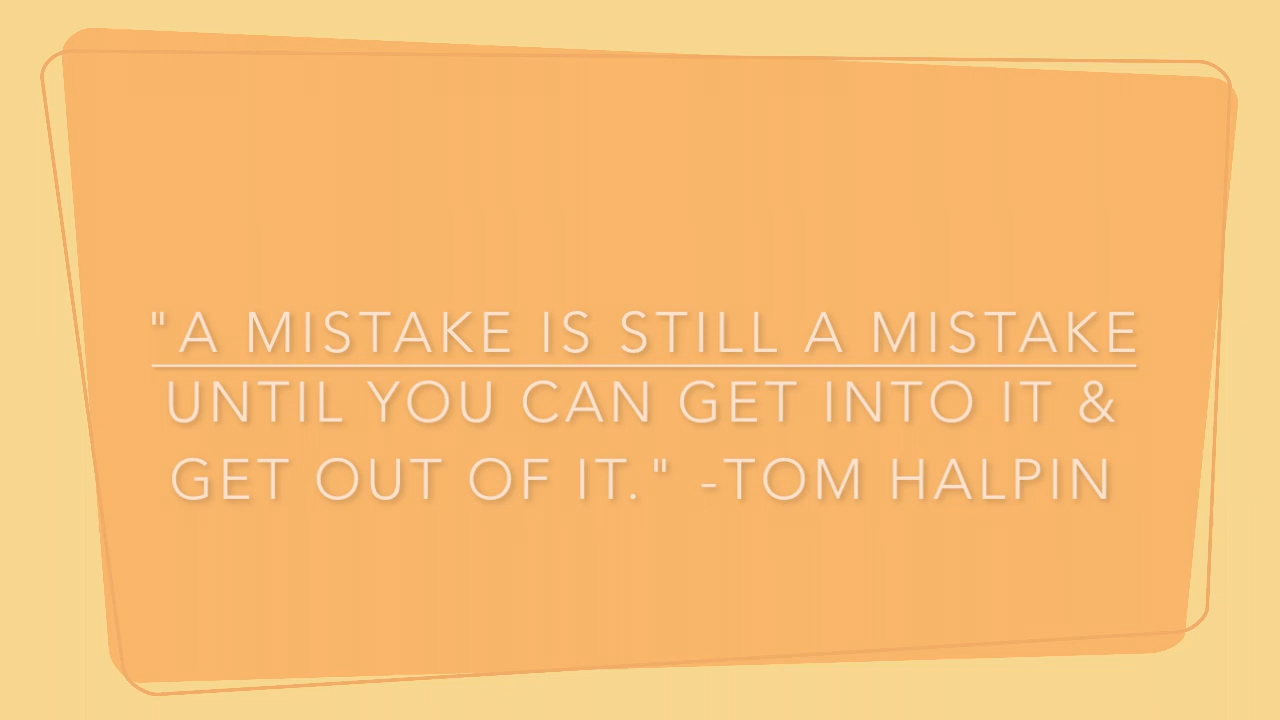 "A MISTAKE IS STILL A MISTAKE
UNTIL YOU CAN GET INTO IT &
GET OUT OF IT." -TOM HALPIN